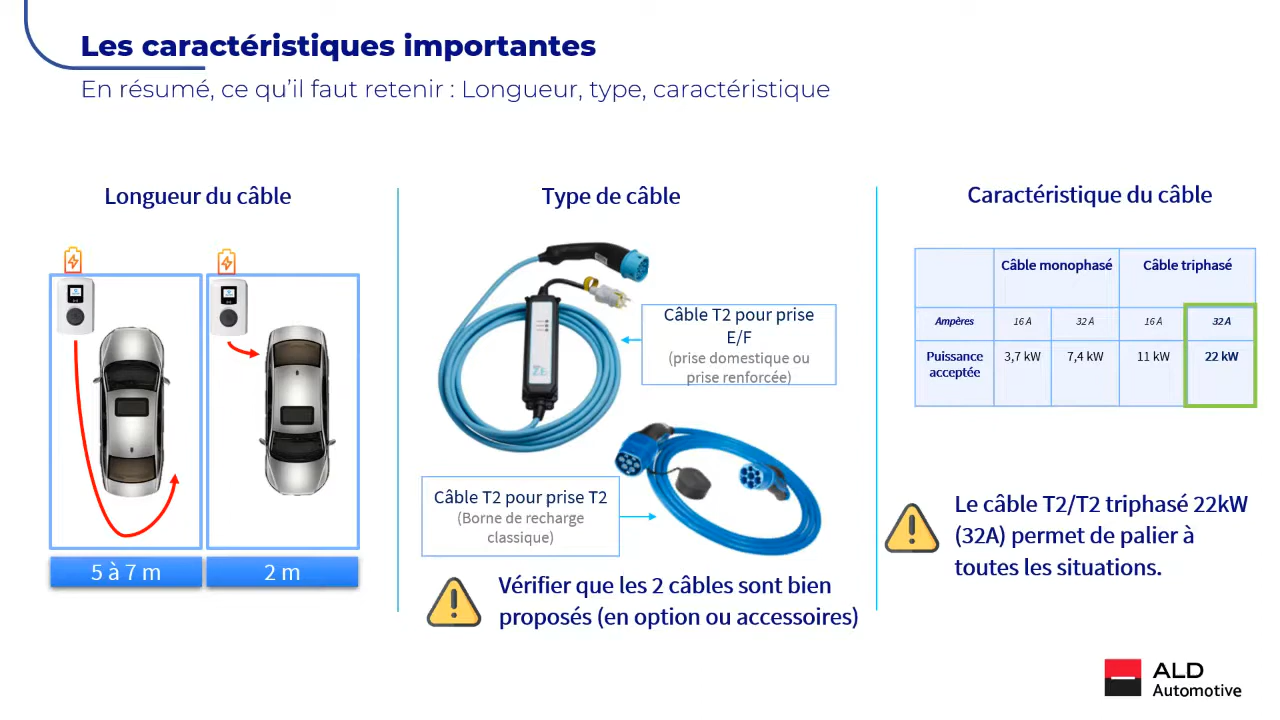 Les caractéristiques importantes
En résumé, ce qu'il faut retenir : Longueur, type, caractéristique
Longueur du câble
5 à 7 m
2 m
Type de câble
Câble T2 pour prise
E/F
(prise domestique ou
prise renforcée)
Câble T2 pour prise T2
(Borne de recharge
classique)
Vérifier que les 2 câbles sont bien
proposés (en option ou accessoires)
Caractéristique du câble
Câble monophasé Câble triphasé
Ampères 16 A 32 A 16 A 32 A
Puissance 3,7 kW 7,4 kW 11 kW 22 kW
acceptée
Le câble T2/T2 triphasé 22kW
(32A) permet de palier à
toutes les situations.
ALD
Automotive